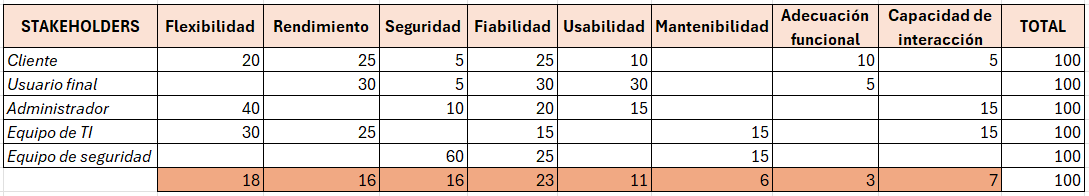 STAKEHOLDERS Flexibilidad Rendimiento Seguridad Fiabilidad Usabilidad Mantenibilidad Adecuación funcional Capacidad de interacción TOTAL
Cliente 20 25 5 25 10 10 5 100
Usuario final 30 5 30 30 5 100
Administrador 40 10 20 15 15 100
Equipo de TI 30 25 15 15 15 100
Equipo de seguridad 60 25 15 100
18 16 16 23 11 6 3 7 100